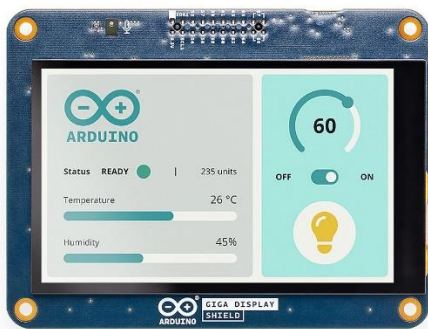 ARDUINO
Status READY | 235 units
Temperature 26 °C
Humidity 45%
60
OFF ON
ARDUINO
GIGA DISPLAY
SHIELD